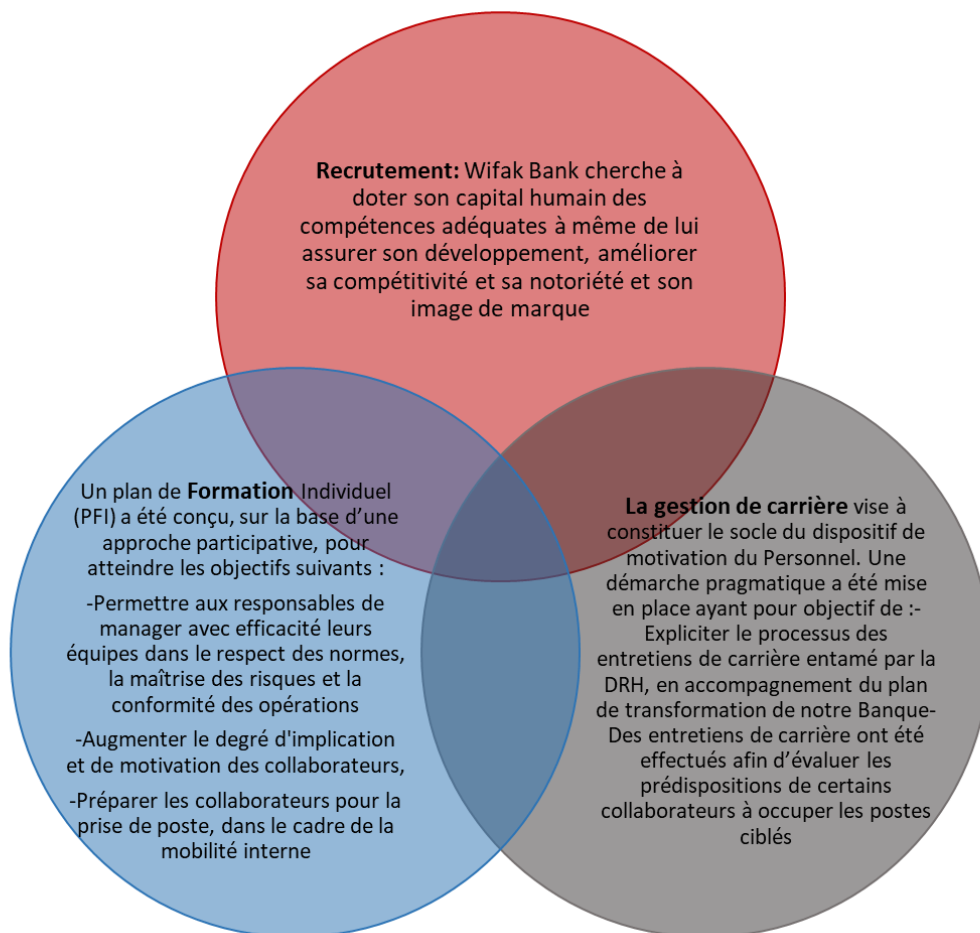 Recrutement: Wifak Bank cherche à
doter son capital humain des
compétences adéquates à même de lui
assurer son développement, améliorer
sa compétitivité et sa notoriété et son
image de marque
Un plan de Formation Individuel
(PFI) a été conçu, sur la base d’une
approche participative, pour
atteindre les objectifs suivants :
-Permettre aux responsables de
manager avec efficacité leurs
équipes dans le respect des normes,
la maîtrise des risques et la
conformité des opérations
-Augmenter le degré d'implication
et de motivation des collaborateurs,
-Préparer les collaborateurs pour la
prise de poste, dans le cadre de la
mobilité interne
La gestion de carrière vise à
constituer le socle du dispositif de
motivation du Personnel. Une
démarche pragmatique a été mise
en place ayant pour objectif de :-
Expliciter le processus des
entretiens de carrière entamé par la
DRH, en accompagnement du plan
de transformation de notre Banque-
Des entretiens de carrière ont été
effectués afin d’évaluer les
prédispositions de certains
collaborateurs à occuper les postes
ciblés